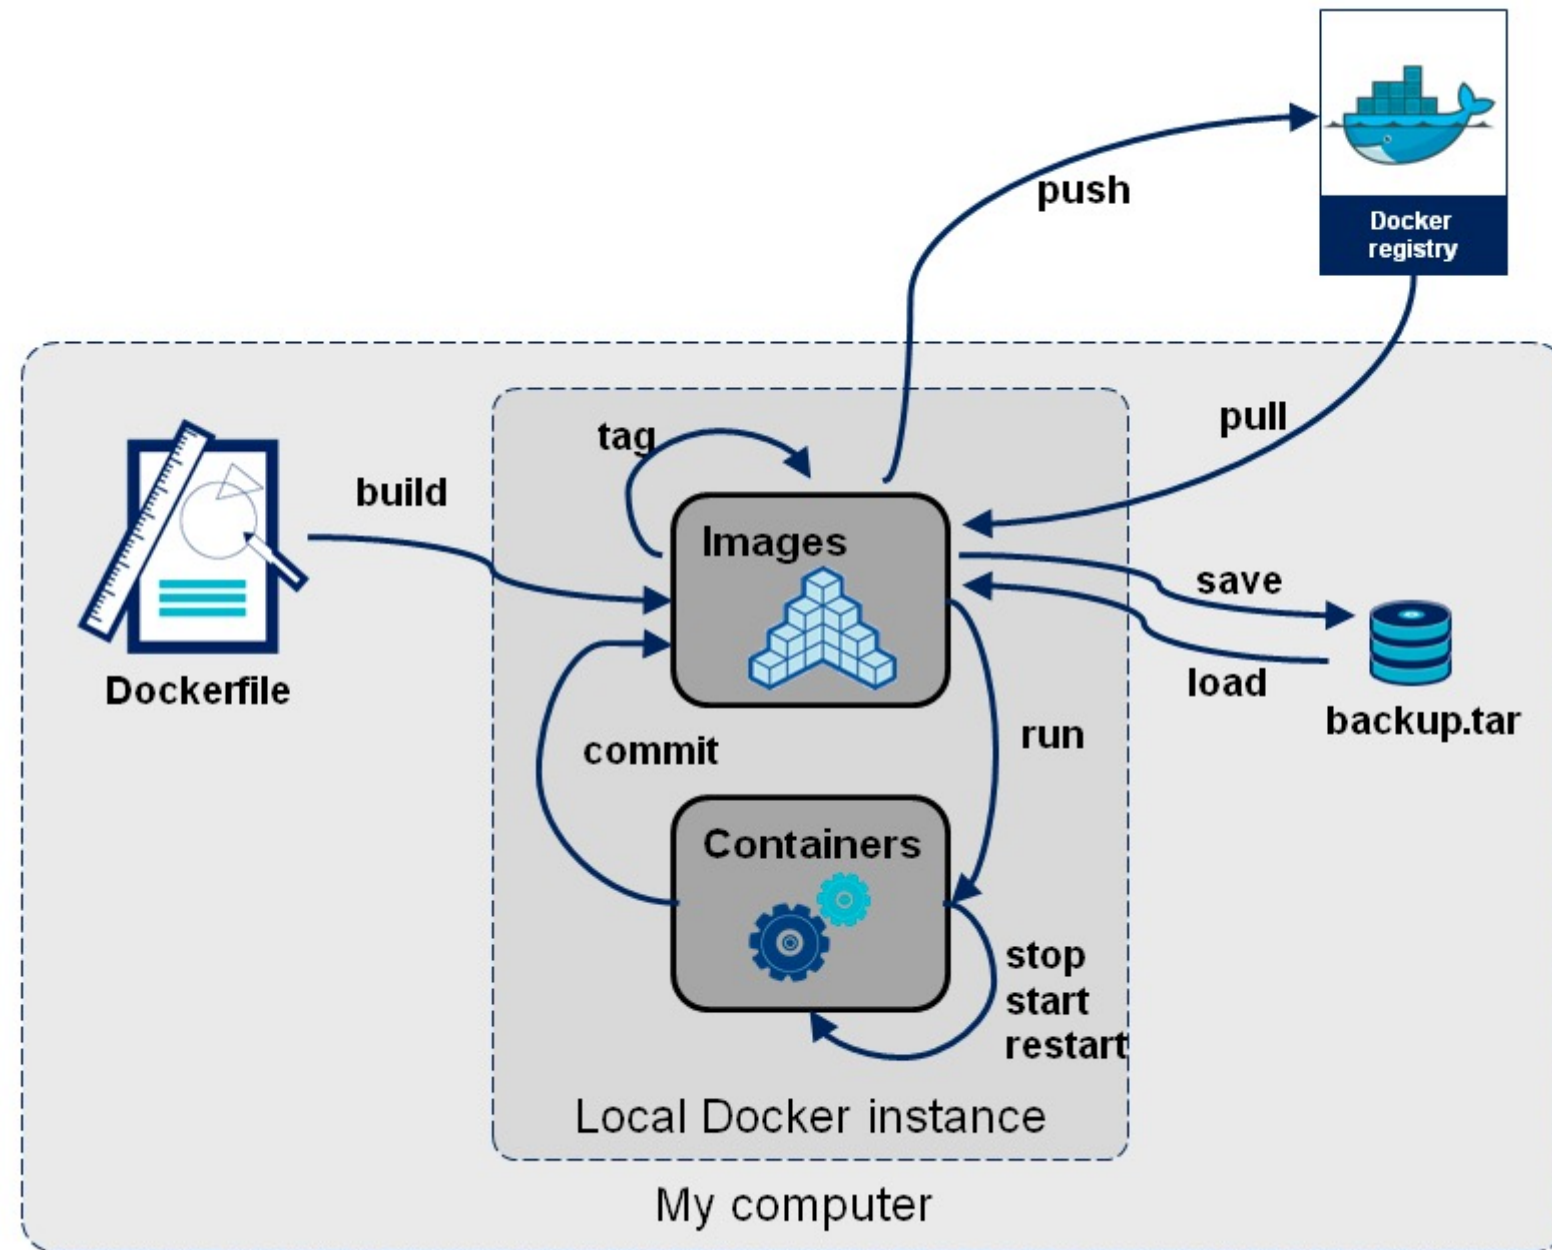 push
Docker
registry
pull
tag
build
Images
save
load
Dockerfile
backup.tar
commit
run
Containers
stop
start
restart
Local Docker instance
My computer